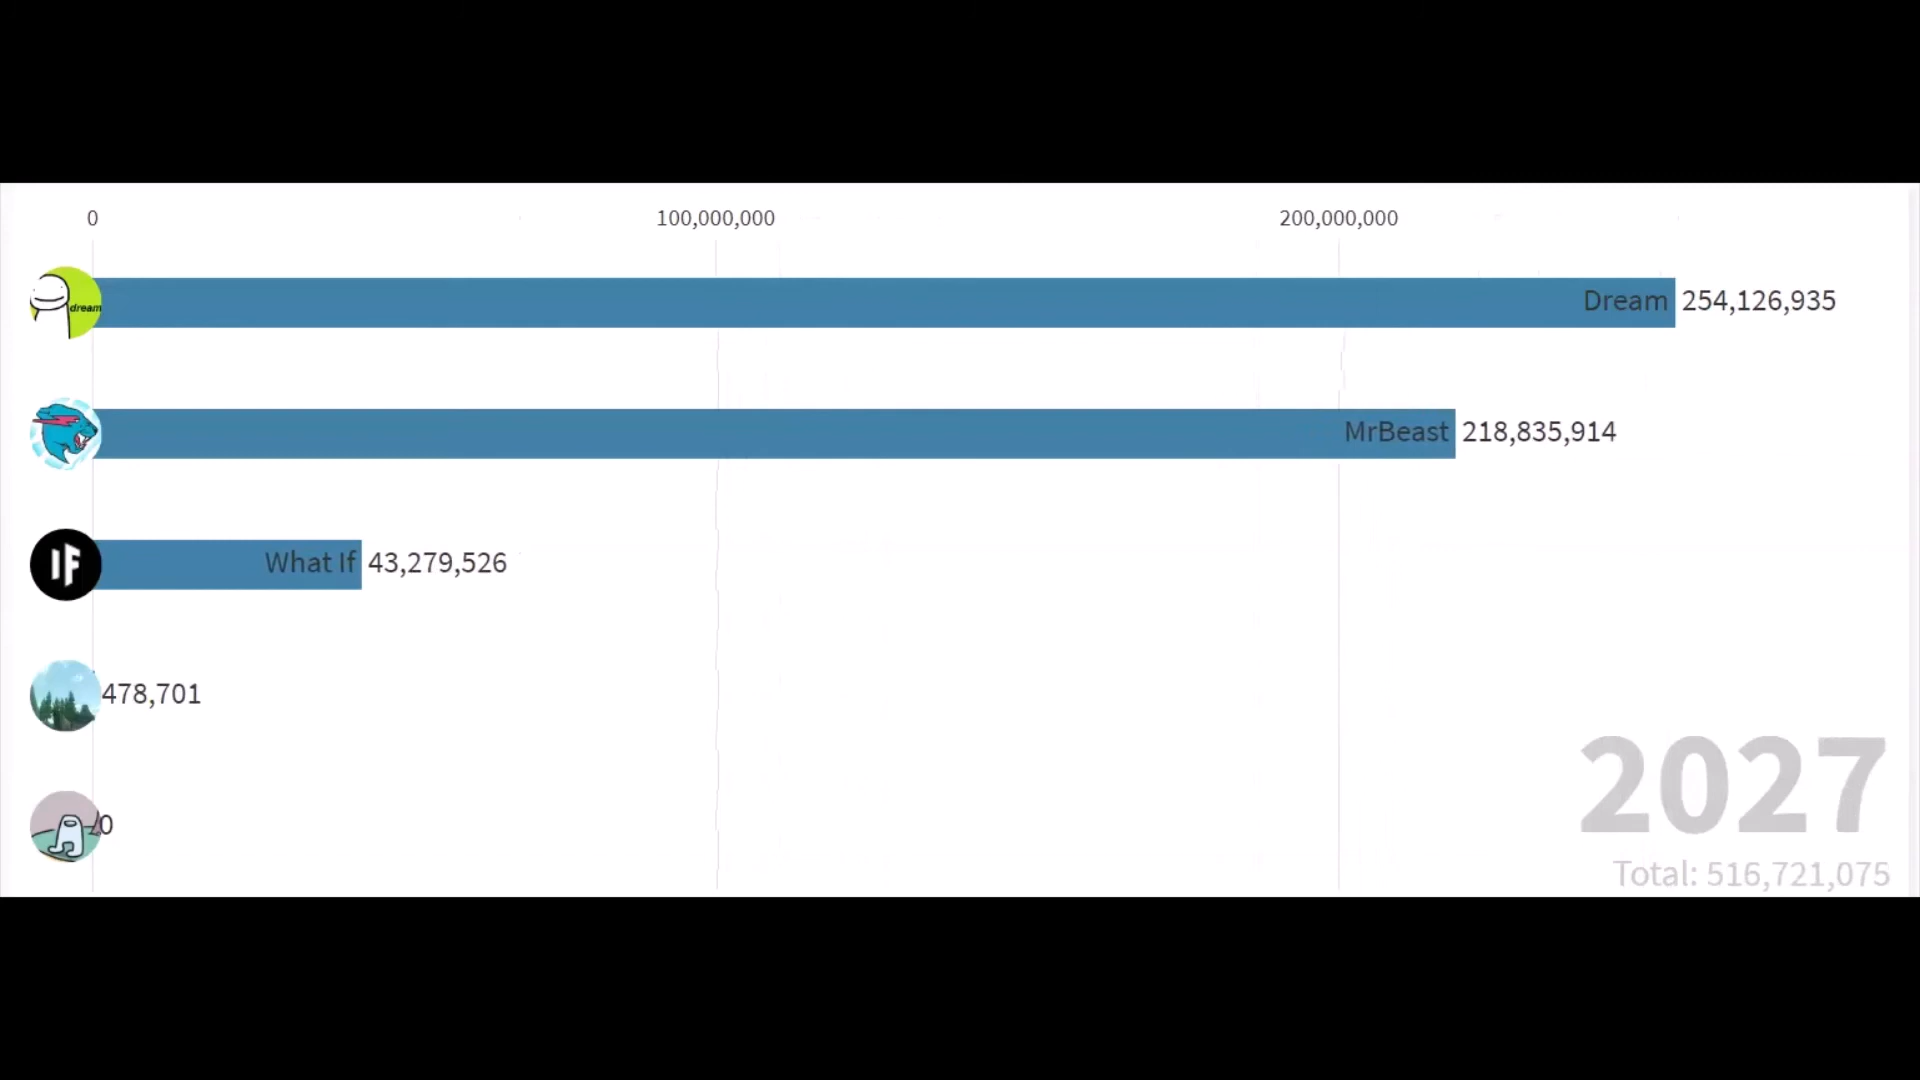 0 100,000,000 200,000,000
dream
Dream 254,126,935
MrBeast 218,835,914
IF
What If 43,279,526
478,701
0
2027
Total: 516,721,075